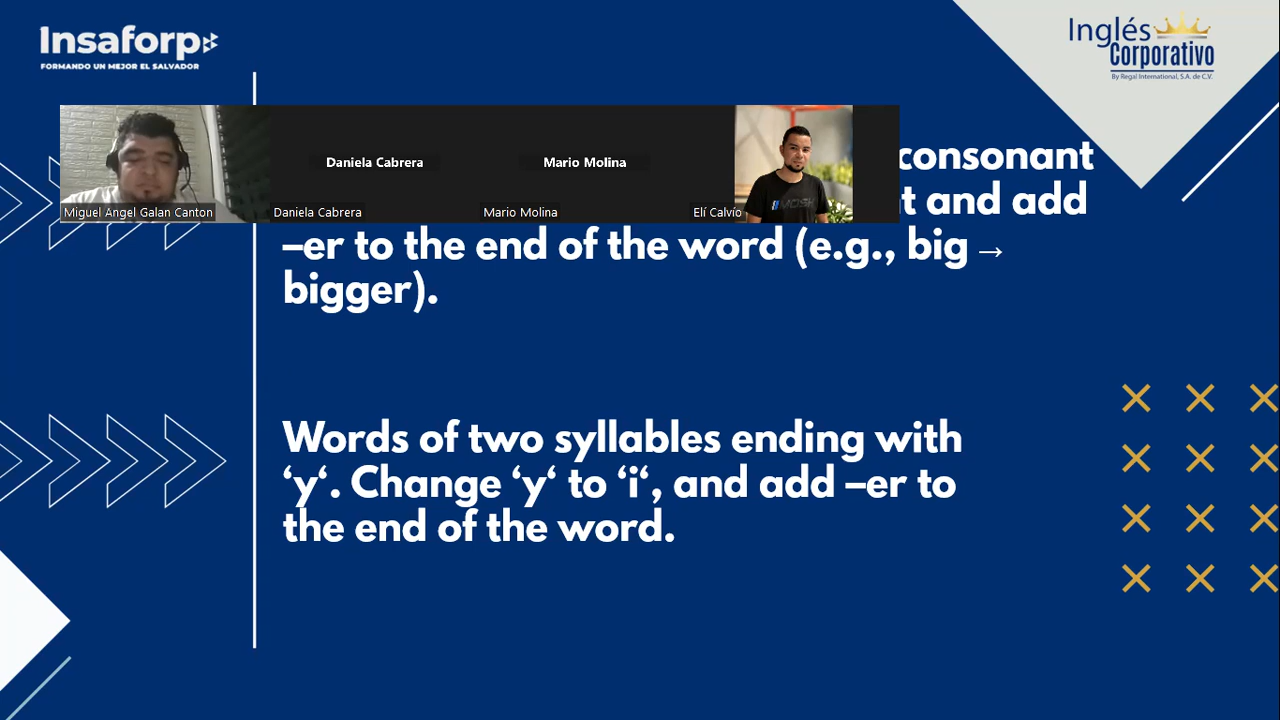 Insaforp
FORMANDO UN MEJOR EL SALVADOR
Inglés
Corporativo
By Regal International, S.A. de C.V.
Daniela Cabrera
Mario Molina
Miguel Angel Galan Canton
Daniela Cabrera
Mario Molina
Elí Calvío
consonant
and add
–er to the end of the word (e.g., big →
bigger).
Words of two syllables ending with
‘y‘. Change ‘y‘ to ‘i‘, and add –er to
the end of the word.